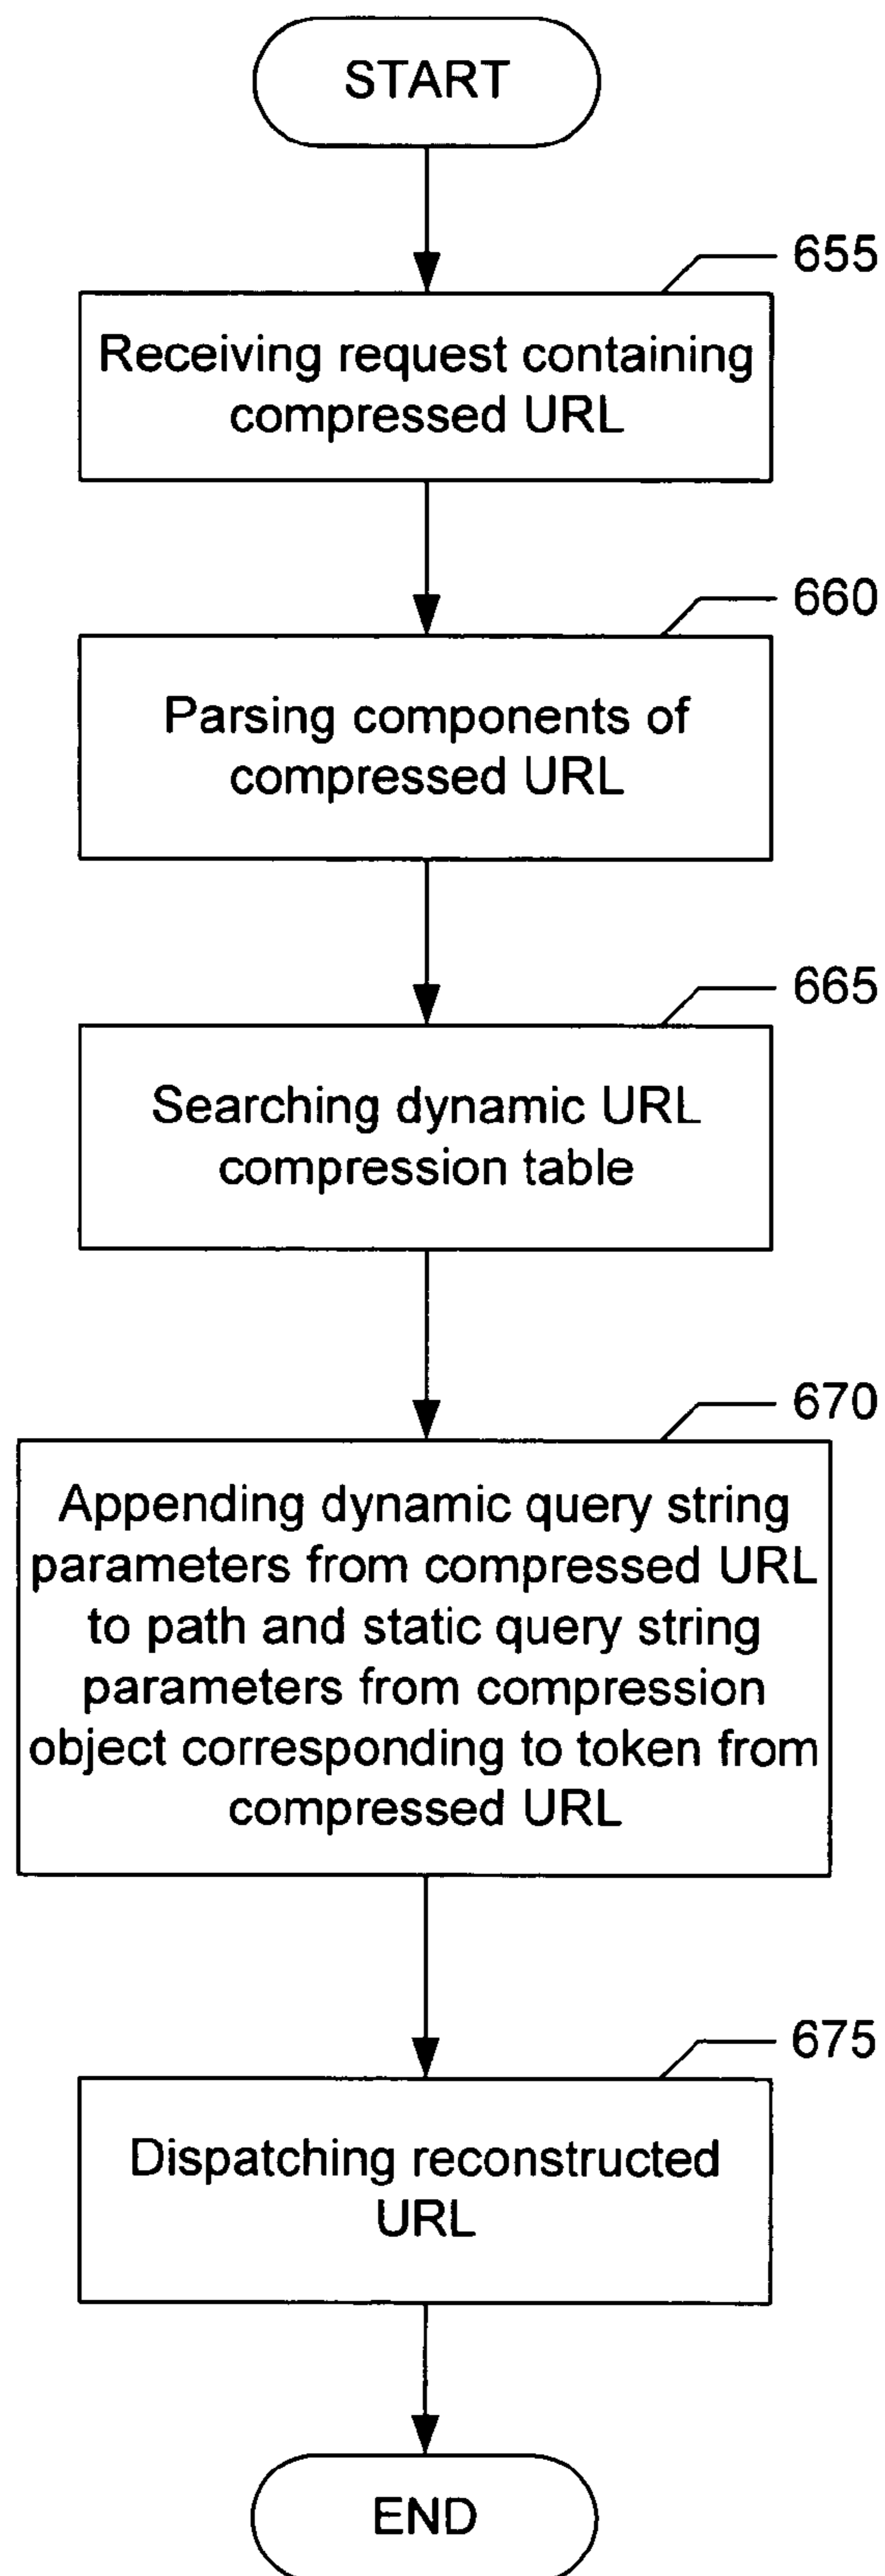 START
655
Receiving request containing
compressed URL
660
Parsing components of
compressed URL
665
Searching dynamic URL
compression table
670
Appending dynamic query string
parameters from compressed URL
to path and static query string
parameters from compression
object corresponding to token from
compressed URL
675
Dispatching reconstructed
URL
END